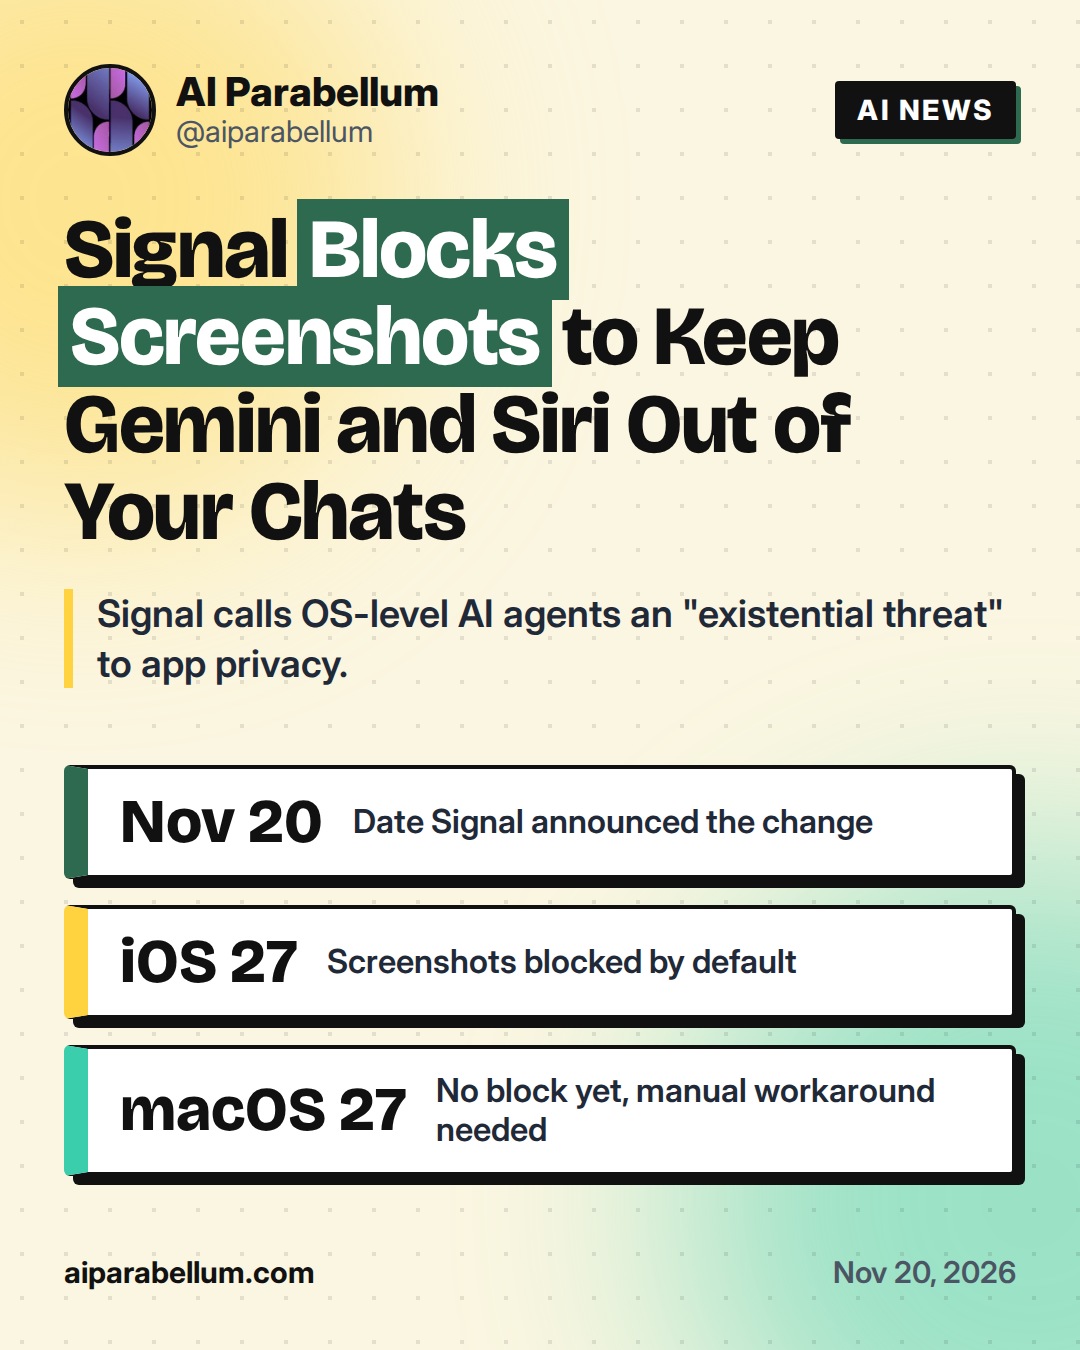 AI Parabellum
@aiparabellum
AI NEWS
Signal Blocks
Screenshots to Keep
Gemini and Siri Out of
Your Chats
Signal calls OS-level AI agents an "existential threat"
to app privacy.
Nov 20 Date Signal announced the change
iOS 27 Screenshots blocked by default
macOS 27 No block yet, manual workaround
needed
aiparabellum.com
Nov 20, 2026